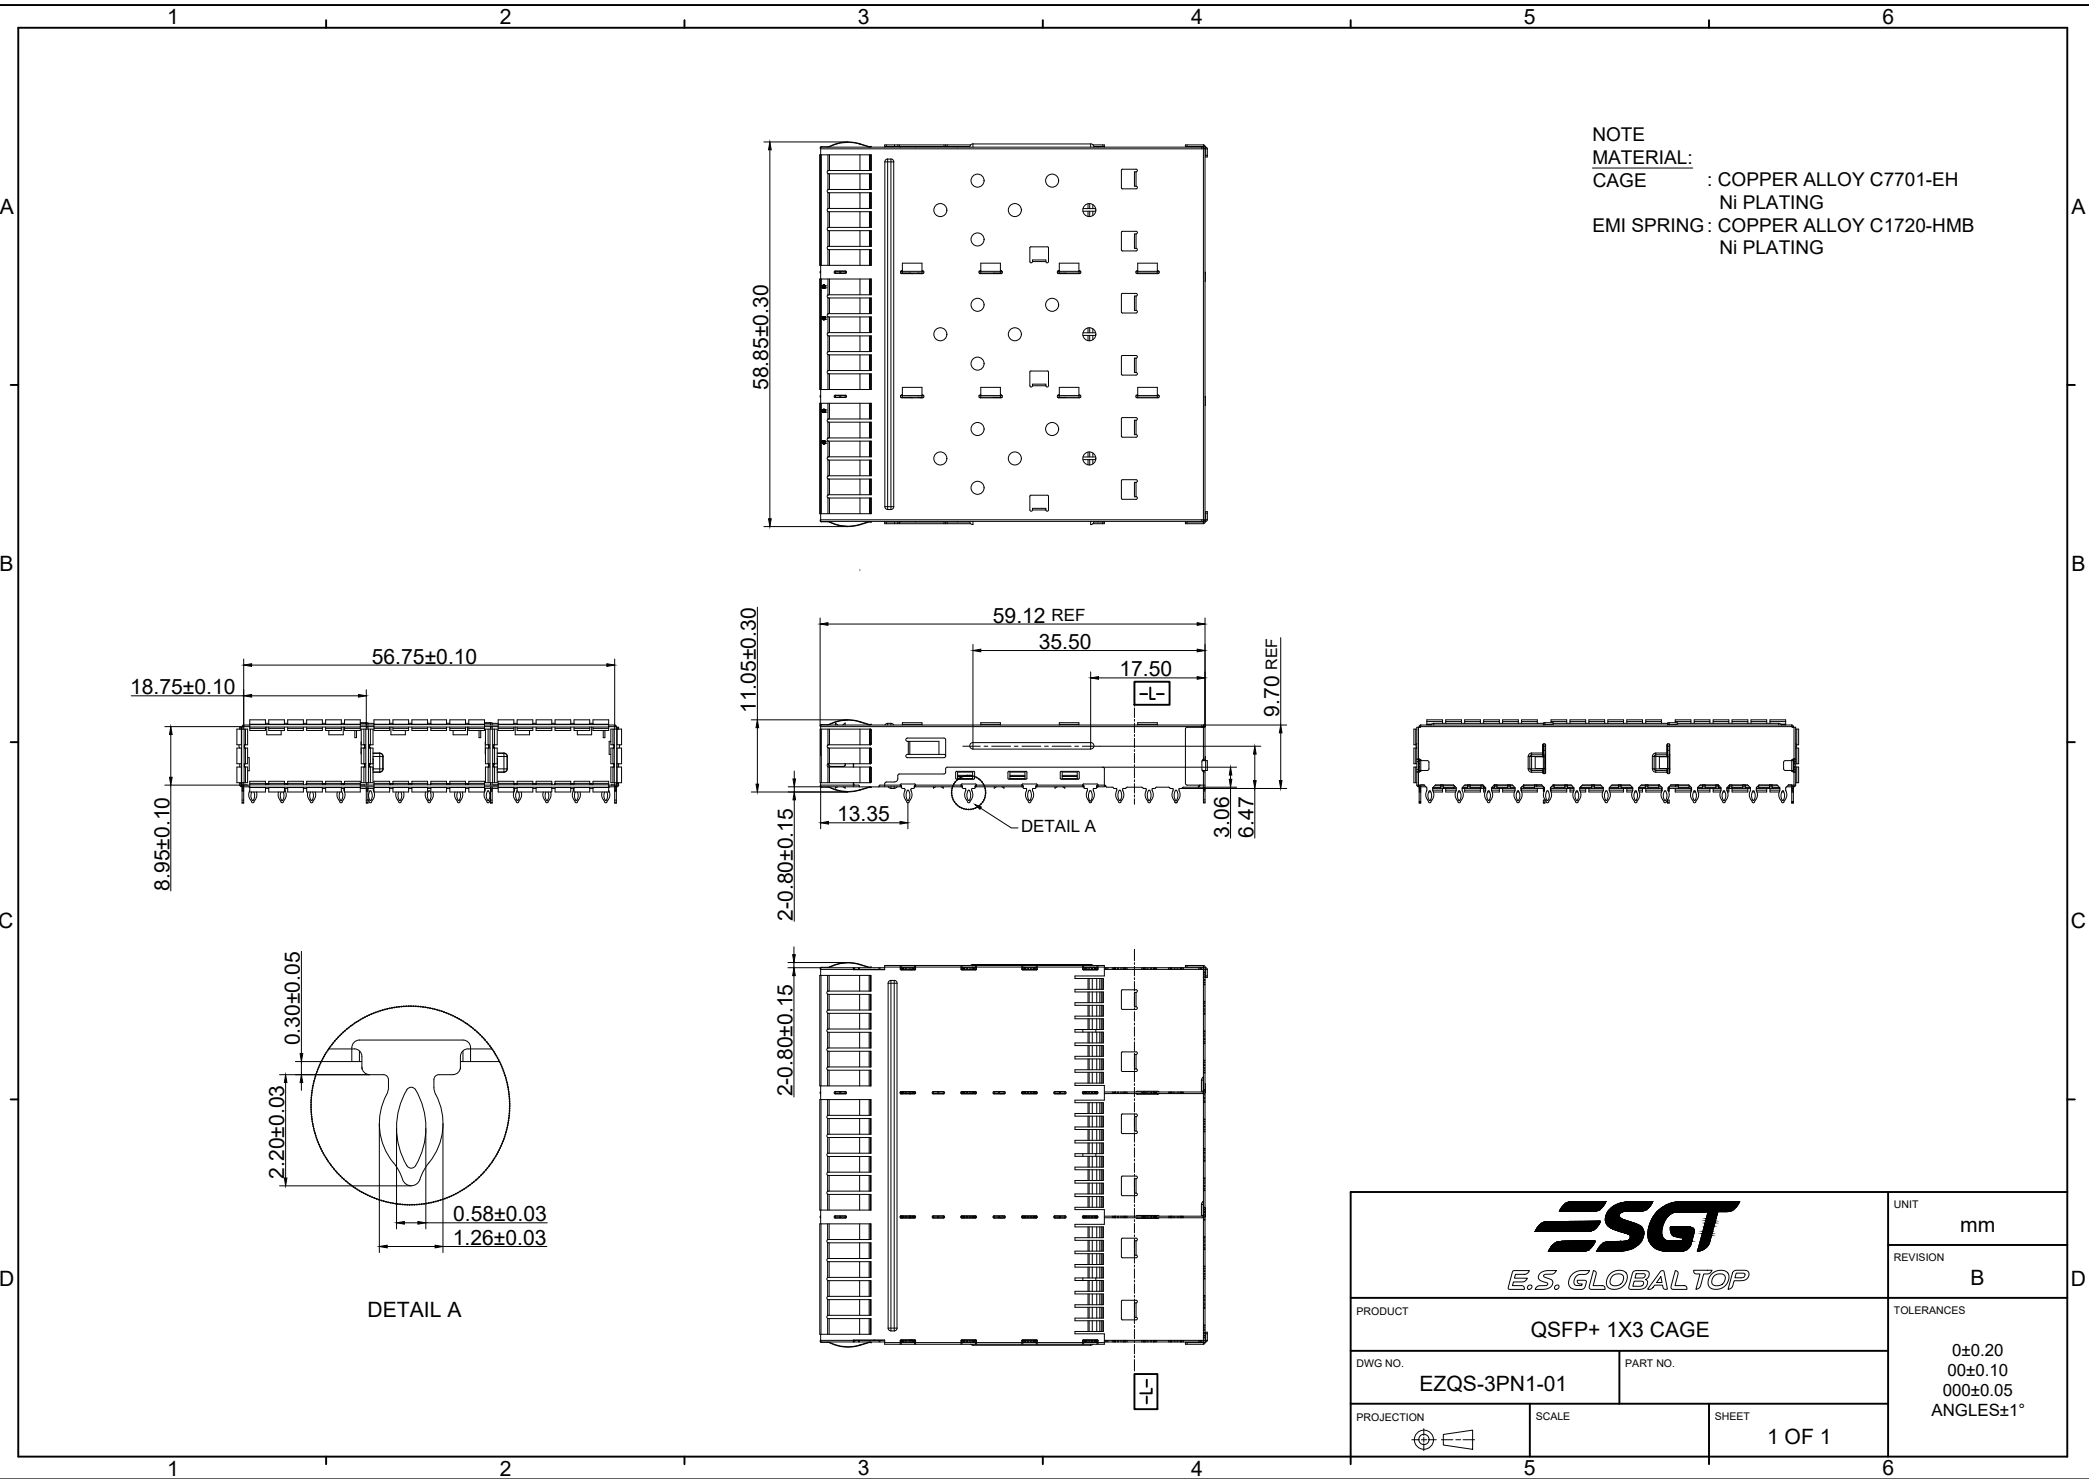 1 2 3 4 5 6
NOTE
MATERIAL:
CAGE : COPPER ALLOY C7701-EH
Ni PLATING
EMI SPRING : COPPER ALLOY C1720-HMB
Ni PLATING
A A
58.85±0.30
B B
59.12 REF
35.50
17.50
-L-
11.05±0.30
9.70 REF
13.35
2-0.80±0.15
DETAIL A
3.06
6.47
56.75±0.10
18.75±0.10
8.95±0.10
C C
2-0.80±0.15
-L-
0.30±0.05
2.20±0.03
0.58±0.03
1.26±0.03
DETAIL A
D D
ESGT
E.S. GLOBAL TOP
UNIT
mm
REVISION
B
PRODUCT
QSFP+ 1X3 CAGE
TOLERANCES
0±0.20
00±0.10
000±0.05
ANGLES±1°
DWG NO.
EZQS-3PN1-01
PART NO.
PROJECTION
SCALE
SHEET
1 OF 1
1 2 3 4 5 6